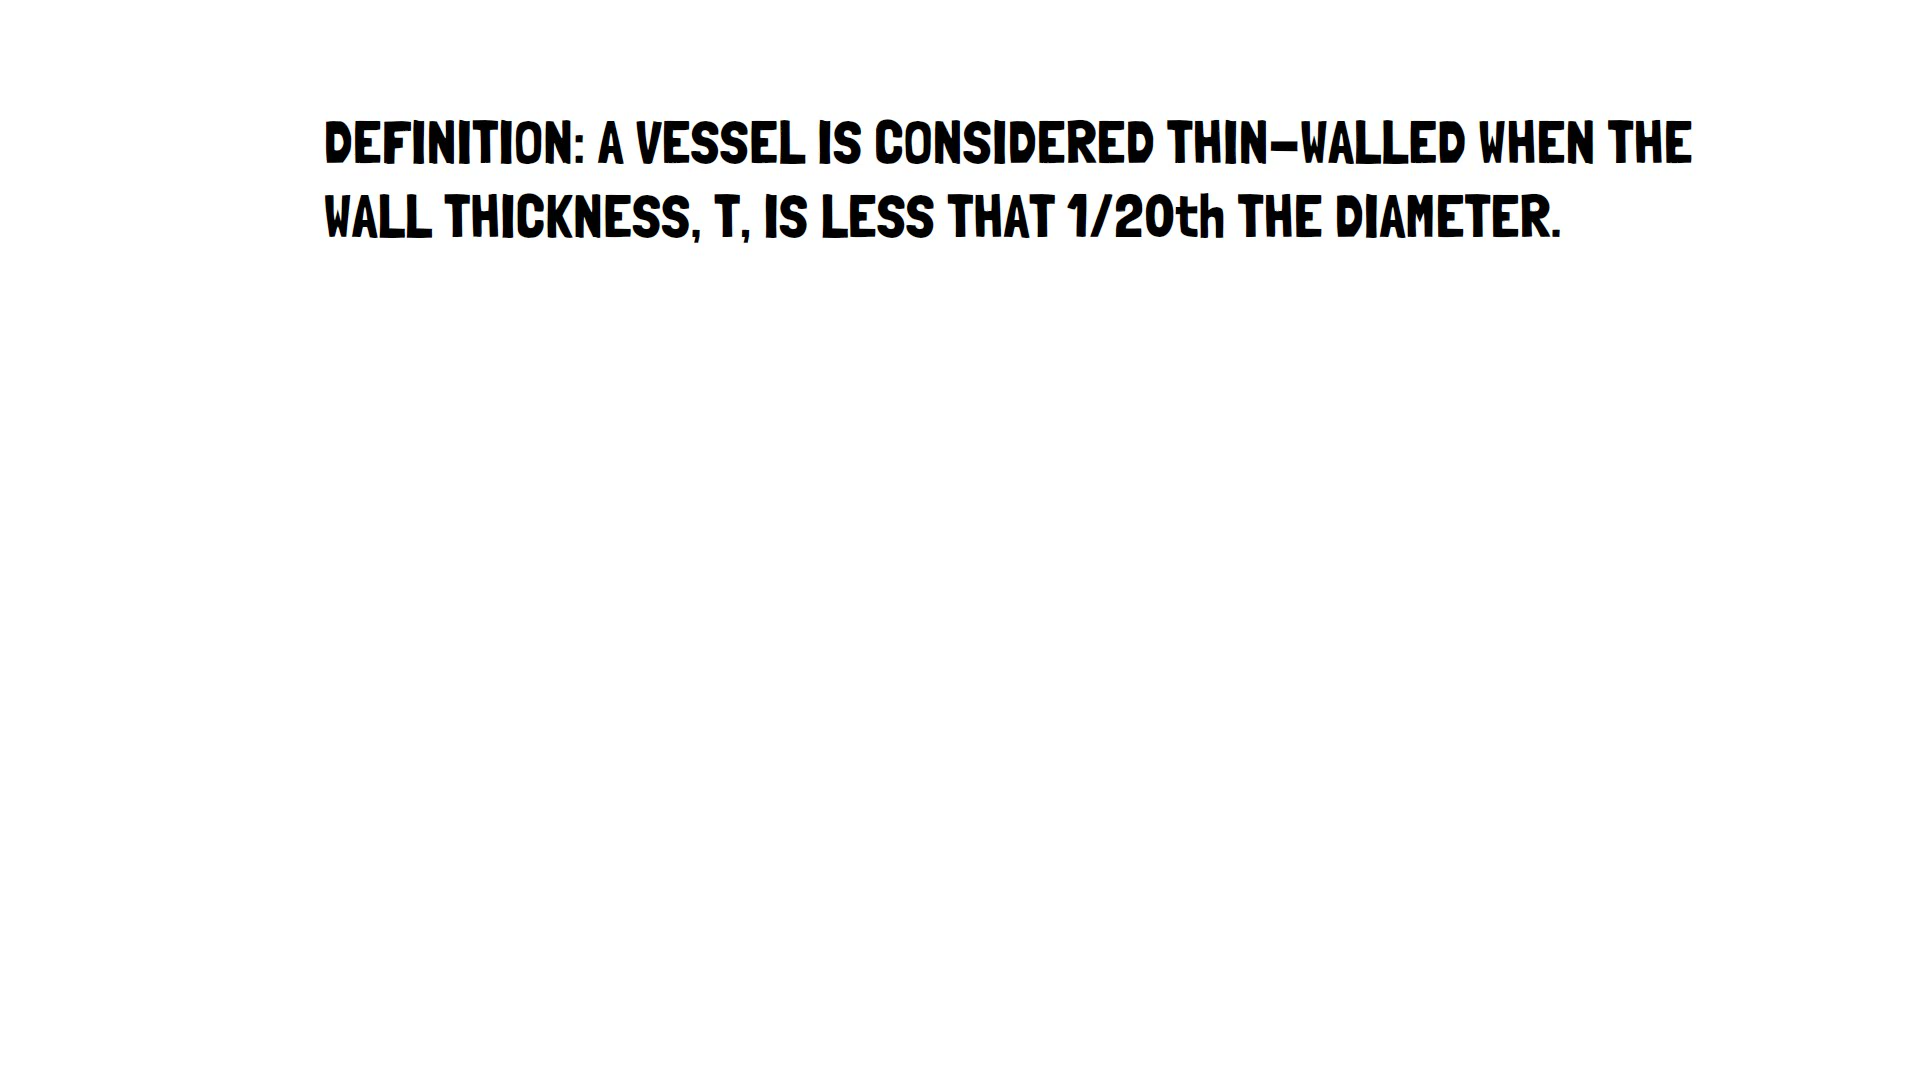 DEFINITION: A VESSEL IS CONSIDERED THIN-WALLED WHEN THE
WALL THICKNESS, T, IS LESS THAT 1/20th THE DIAMETER.